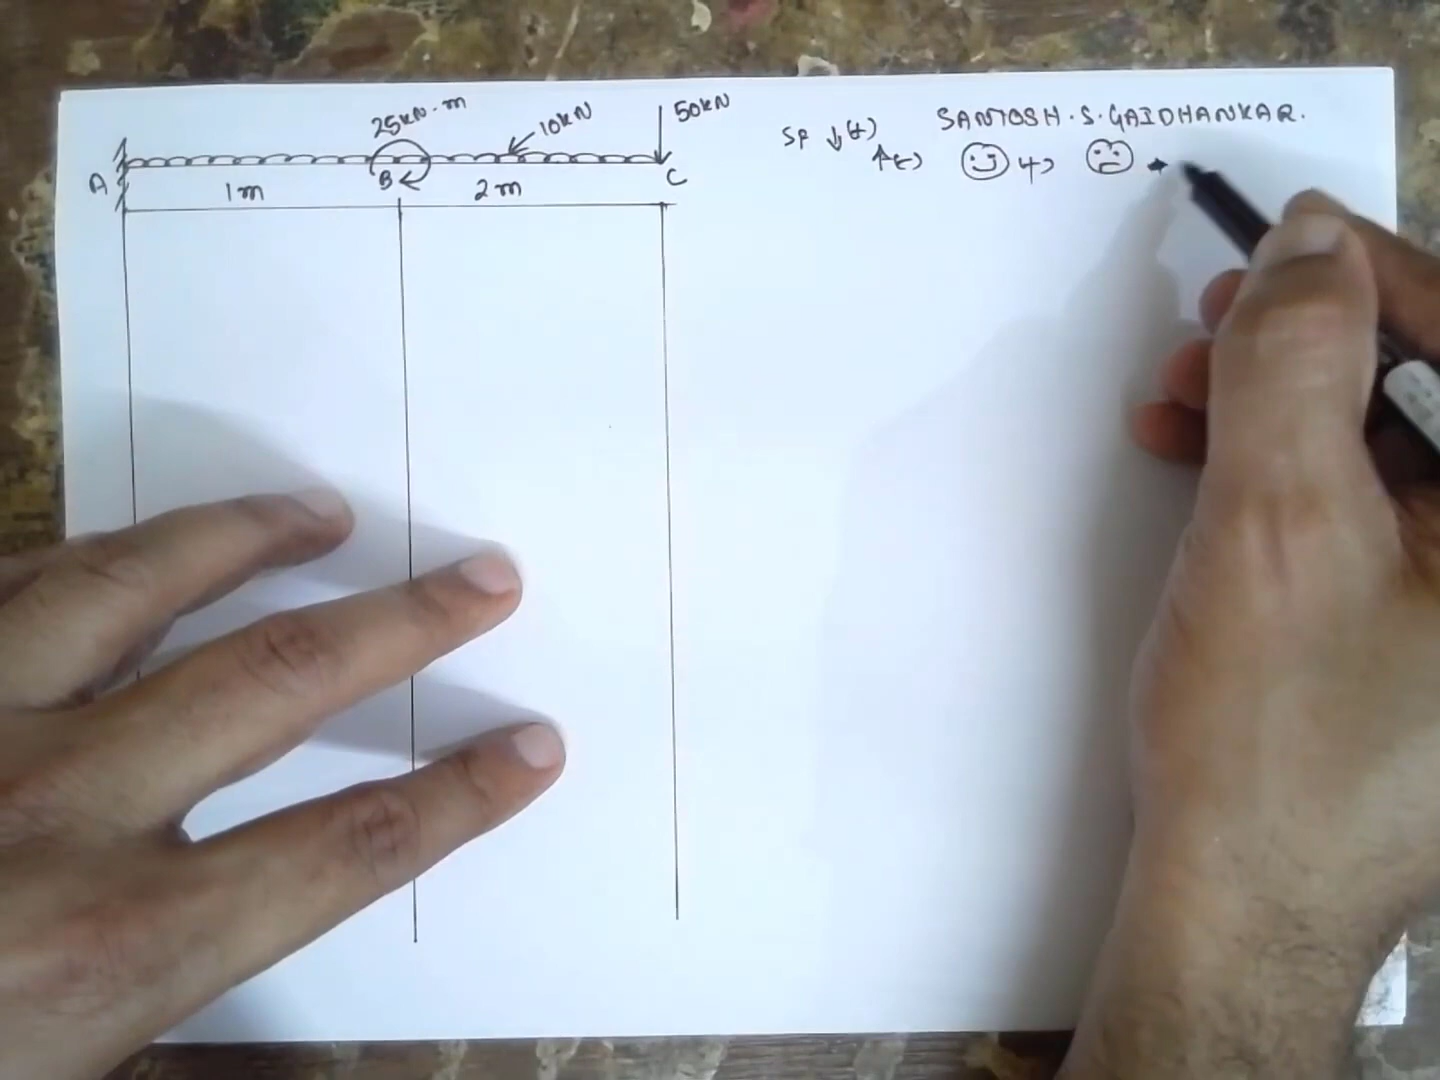 SANTOSH.S.GAIDHANKAR.
25kN.m
10kN
50kN
SF ↓(+)
↑(-) (+)
A B C
1m 2m